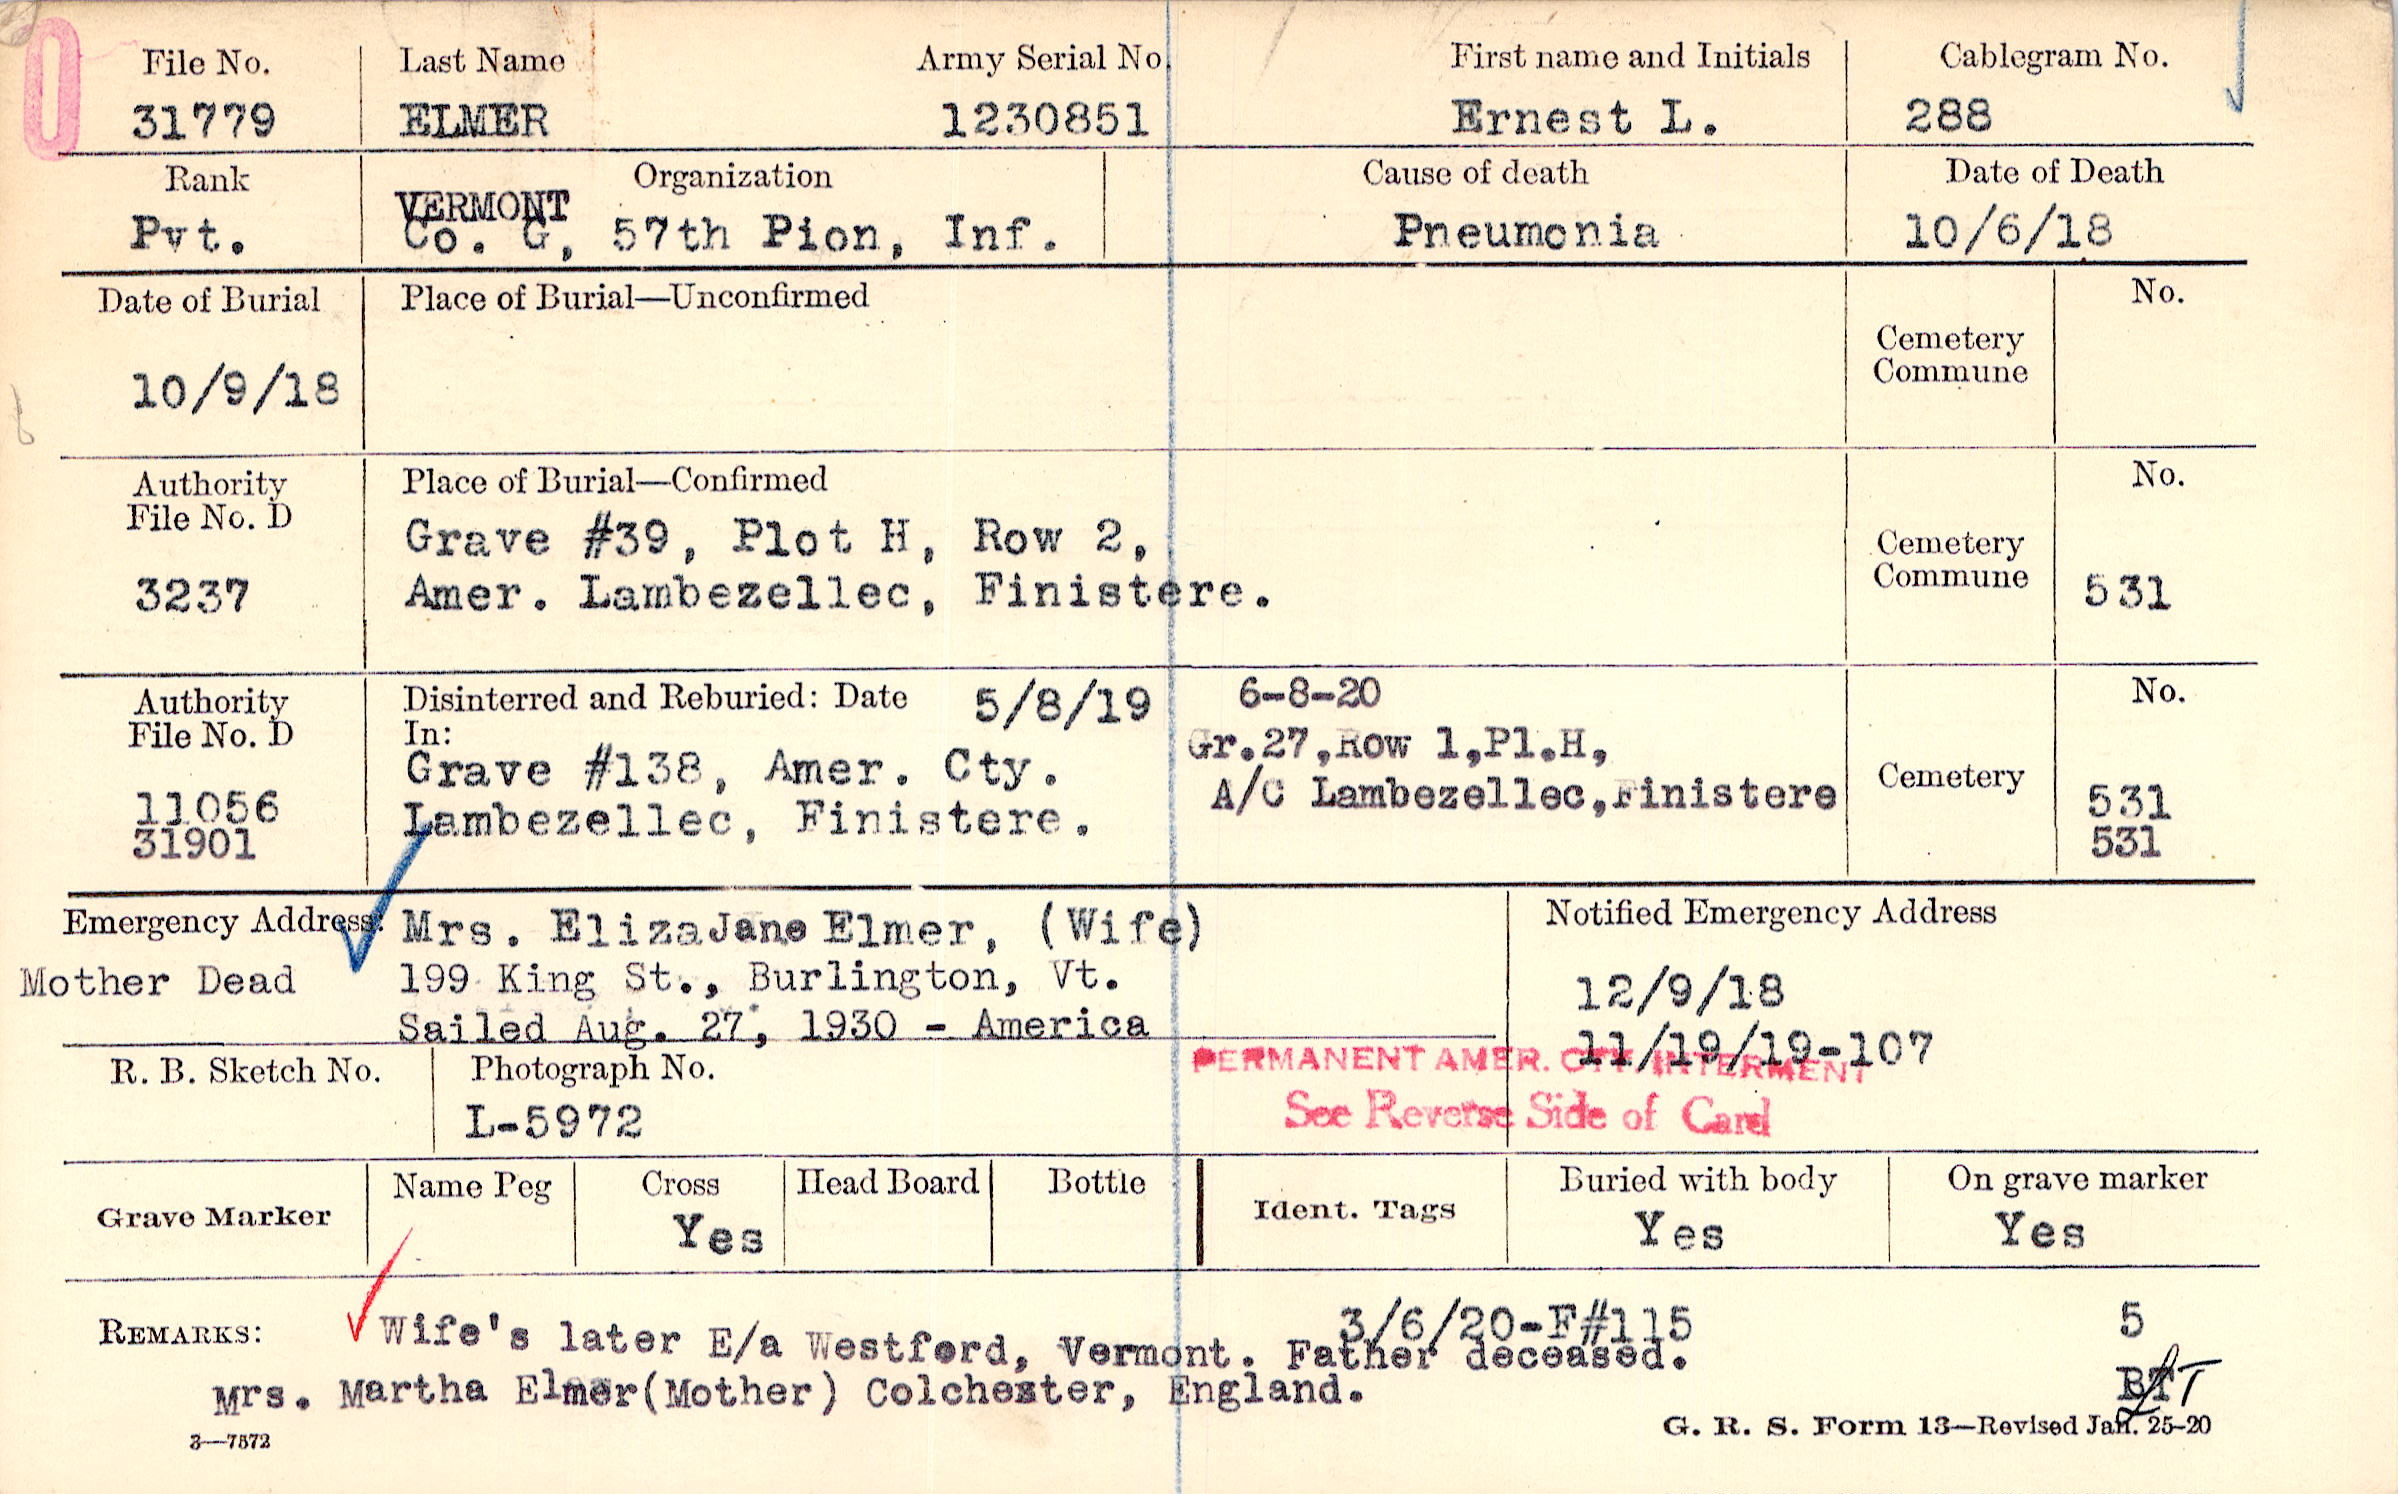 File No. Last Name Army Serial No. First name and Initials Cablegram No.
31779 ELMER 1230851 Ernest L. 288
Rank Organization Cause of death Date of Death
VERMONT
Pvt. Co. G, 57th Pion, Inf. Pneumonia 10/6/18
Date of Burial Place of Burial—Unconfirmed No.
Cemetery
Commune
10/9/18
Authority Place of Burial—Confirmed No.
File No. D
Grave #39, Plot H, Row 2, Cemetery
3237 Amer. Lambezellec, Finistere. Commune 531
Authority Disinterred and Reburied: Date 5/8/19 6-8-20 No.
File No. D In: Gr.27,Row 1,Pl.H,
Grave #138, Amer. Cty. A/C Lambezellec,Finistere Cemetery
11056 Lambezellec, Finistere. 531
31901 531
Emergency Address: Mrs. ElizaJane Elmer, (Wife) Notified Emergency Address
Mother Dead 199 King St., Burlington, Vt. 12/9/18
Sailed Aug. 27, 1930 - America 11/19/19-107
R. B. Sketch No. Photograph No. PERMANENT AMER. CTY INTERMENT
L-5972 See Reverse Side of Card
Grave Marker Name Peg Cross Head Board Bottle Ident. Tags Buried with body On grave marker
Yes Yes Yes
3/6/20-F#115 5
REMARKS: Wife's later E/a Westford, Vermont. Father deceased.
Mrs. Martha Elmer(Mother) Colchester, England. BTT
3—7572 G. R. S. Form 13—Revised Jan. 25-20